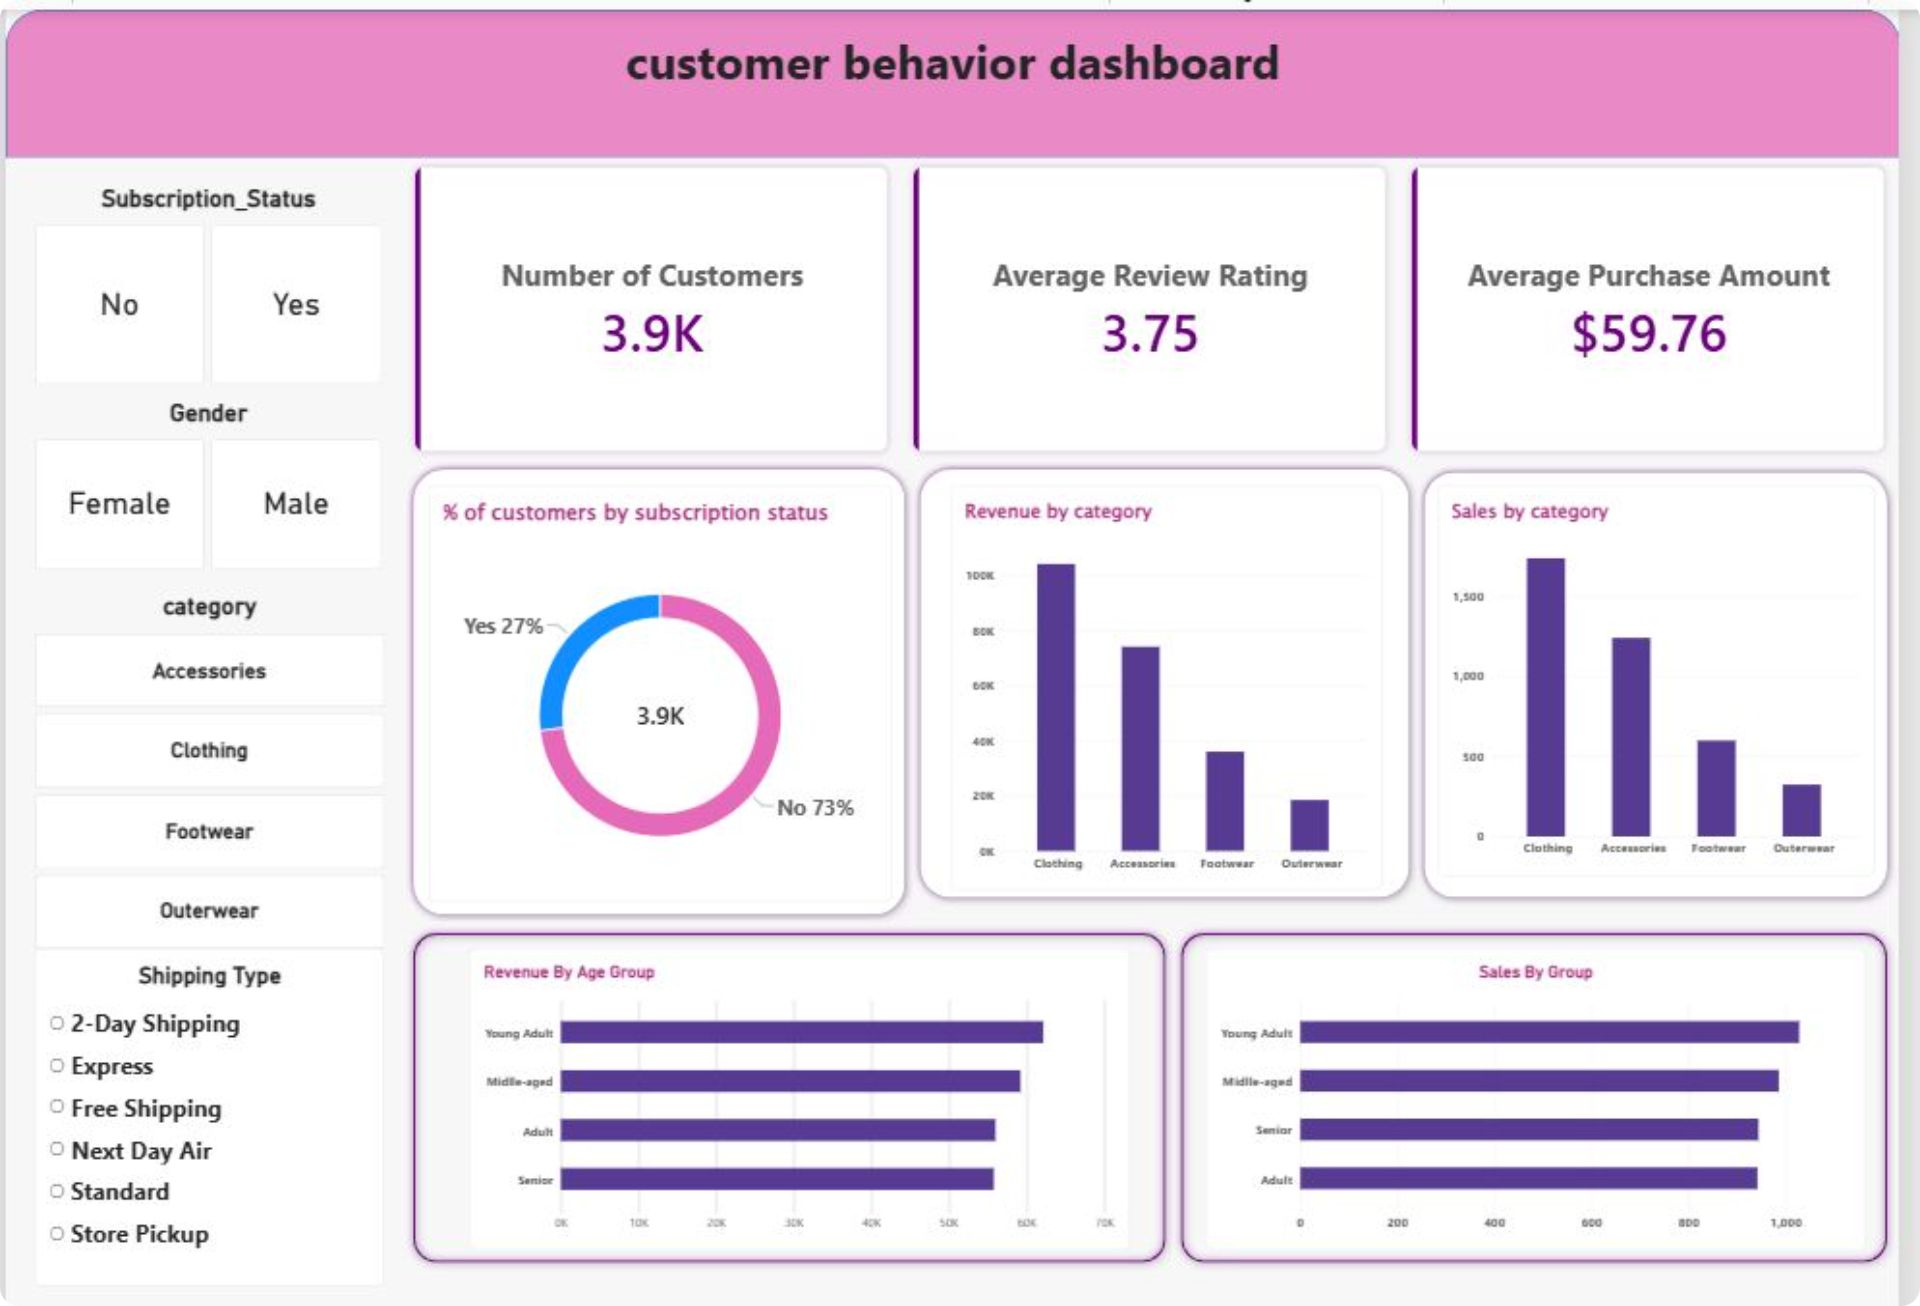 customer behavior dashboard
Subscription_Status
No
Yes
Gender
Female
Male
category
Accessories
Clothing
Footwear
Outerwear
Shipping Type
2-Day Shipping
Express
Free Shipping
Next Day Air
Standard
Store Pickup
Number of Customers
3.9K
Average Review Rating
3.75
Average Purchase Amount
$59.76
% of customers by subscription status
Yes 27%
3.9K
No 73%
Revenue by category
100K
80K
60K
40K
20K
0K
Clothing Accessories Footwear Outerwear
Sales by category
1,500
1,000
500
0
Clothing Accessories Footwear Outerwear
Revenue By Age Group
Young Adult
Midlle-aged
Adult
Senior
0K 10K 20K 30K 40K 50K 60K 70K
Sales By Group
Young Adult
Midlle-aged
Senior
Adult
0 200 400 600 800 1,000